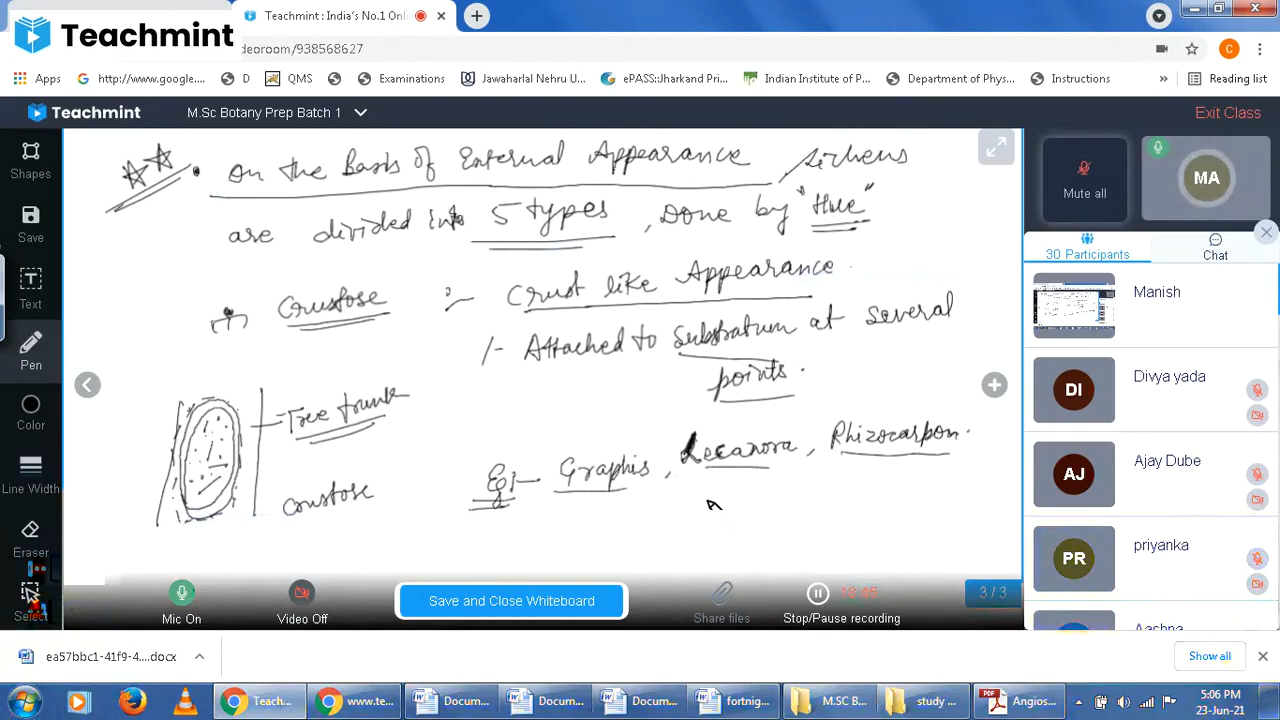 Teachmint : India's No.1 Onl
Teachmint
deoroom/938568627
Apps
http://www.google....
D
QMS
Examinations
Jawaharlal Nehru U...
ePASS::Jharkand Pri...
Indian Institute of P...
Department of Phys...
Instructions
»
Reading list
Teachmint
M.Sc Botany Prep Batch 1
Exit Class
Shapes
Save
Text
Pen
Color
Line Width
Eraser
Select
On the Basis of External Appearance, Lichens
are divided into 5 types, Done by "Hue"
Crustose :- Crust like Appearance
/- Attached to substratum at several
points.
Tree trunk
Crustose
Eg:- Graphis, Lecanora, Rhizocarpon.
MA
Mute all
30 Participants
Chat
Manish
DI
Divya yada
AJ
Ajay Dube
PR
priyanka
Aashna
Mic On
Video Off
Save and Close Whiteboard
Share files
Stop/Pause recording
3 / 3
ea57bbc1-41f9-4....docx
Show all
Teach...
www.te...
Docum...
Docum...
Docum...
fortnig...
M.SC B...
study ...
Angios...
5:06 PM
23-Jun-21